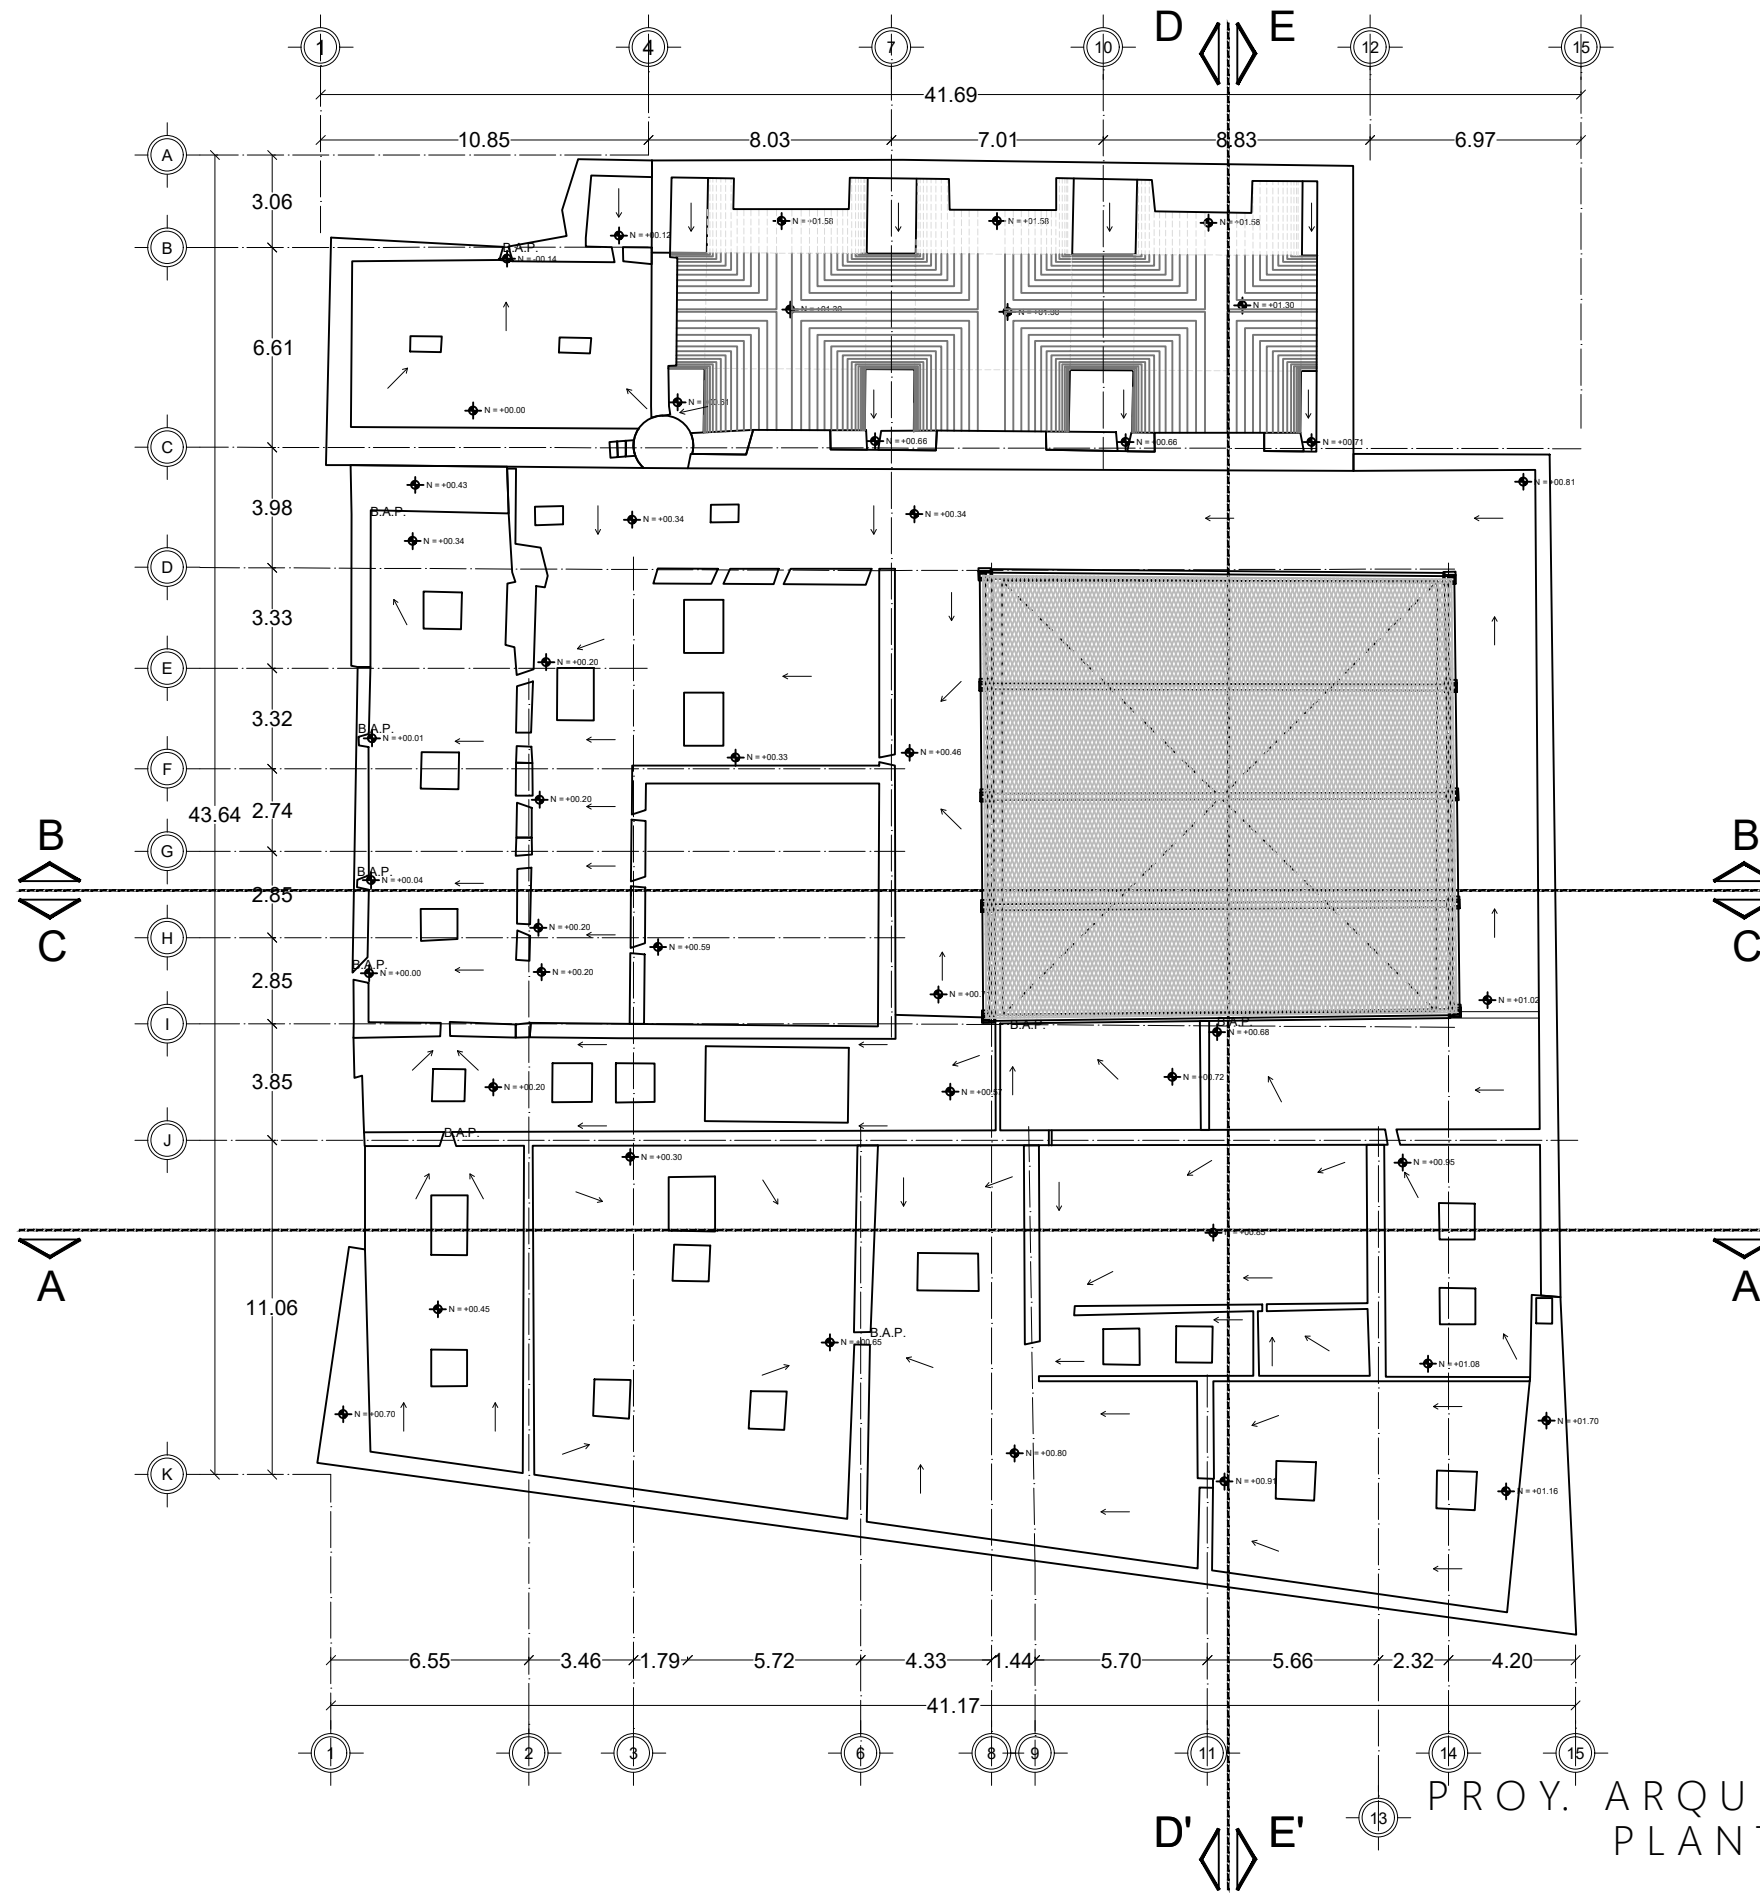 D E
1 4 7 10 12 15
41.69
10.85 8.03 7.01 8.83 6.97
A
3.06
N = +01.58 N = +01.58 N = +01.58
N = +00.12
B
B.A.P.
N = -00.14
N = +01.30 N = +01.30 N = +01.30
6.61
N = +00.00
N = +00.66 N = +00.66 N = +00.71
C
N = +00.43
N = +00.81
3.98
B.A.P.
N = +00.34 N = +00.34
N = +00.34
D
3.33
E
N = +00.20
3.32
B.A.P.
N = +00.01
N = +00.33 N = +00.46
F
N = +00.20
43.64 2.74
B B
G
B.A.P.
N = +00.04
2.85
N = +00.20
H
C C
N = +00.59
B.A.P.
N = +00.00 N = +00.20
2.85
N = +01.02
I
B.A.P. B.A.P.
N = +00.68
N = +00.72
3.85
N = +00.20
B.A.P.
J
N = +00.30 N = +00.95
A A
11.06
N = +00.45
B.A.P.
N = +00.65
N = +01.08
N = +00.70 N = +01.70
N = +00.80
K
N = +00.91
N = +01.16
6.55 3.46 1.79 5.72 4.33 1.44 5.70 5.66 2.32 4.20
41.17
1 2 3 6 8 9 11 14 15
13
PROY. ARQU
D' E'
PLANT